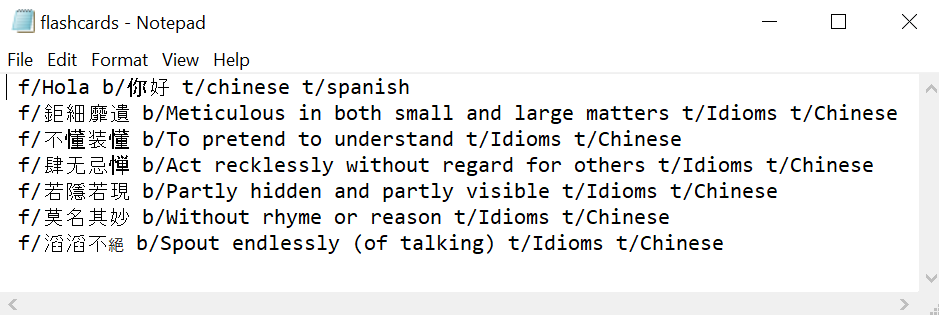 flashcards - Notepad
File Edit Format View Help
f/Hola b/你好 t/chinese t/spanish
f/鉅細靡遺 b/Meticulous in both small and large matters t/Idioms t/Chinese
f/不懂装懂 b/To pretend to understand t/Idioms t/Chinese
f/肆无忌惮 b/Act recklessly without regard for others t/Idioms t/Chinese
f/若隱若現 b/Partly hidden and partly visible t/Idioms t/Chinese
f/莫名其妙 b/Without rhyme or reason t/Idioms t/Chinese
f/滔滔不絕 b/Spout endlessly (of talking) t/Idioms t/Chinese